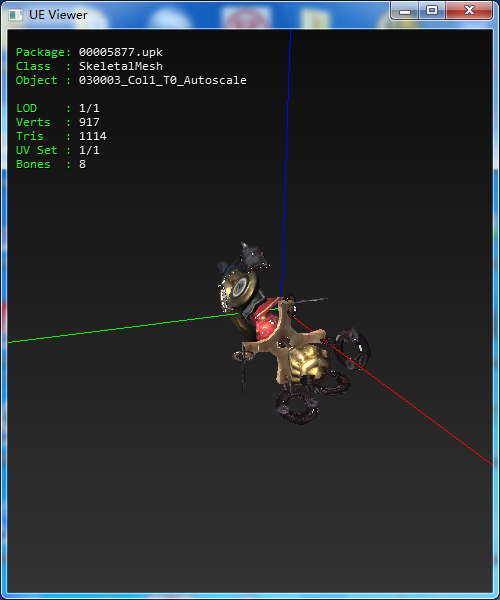 UE Viewer
Package: 00005877.upk
Class : SkeletalMesh
Object : 030003_Col1_T0_Autoscale
LOD : 1/1
Verts : 917
Tris : 1114
UV Set : 1/1
Bones : 8